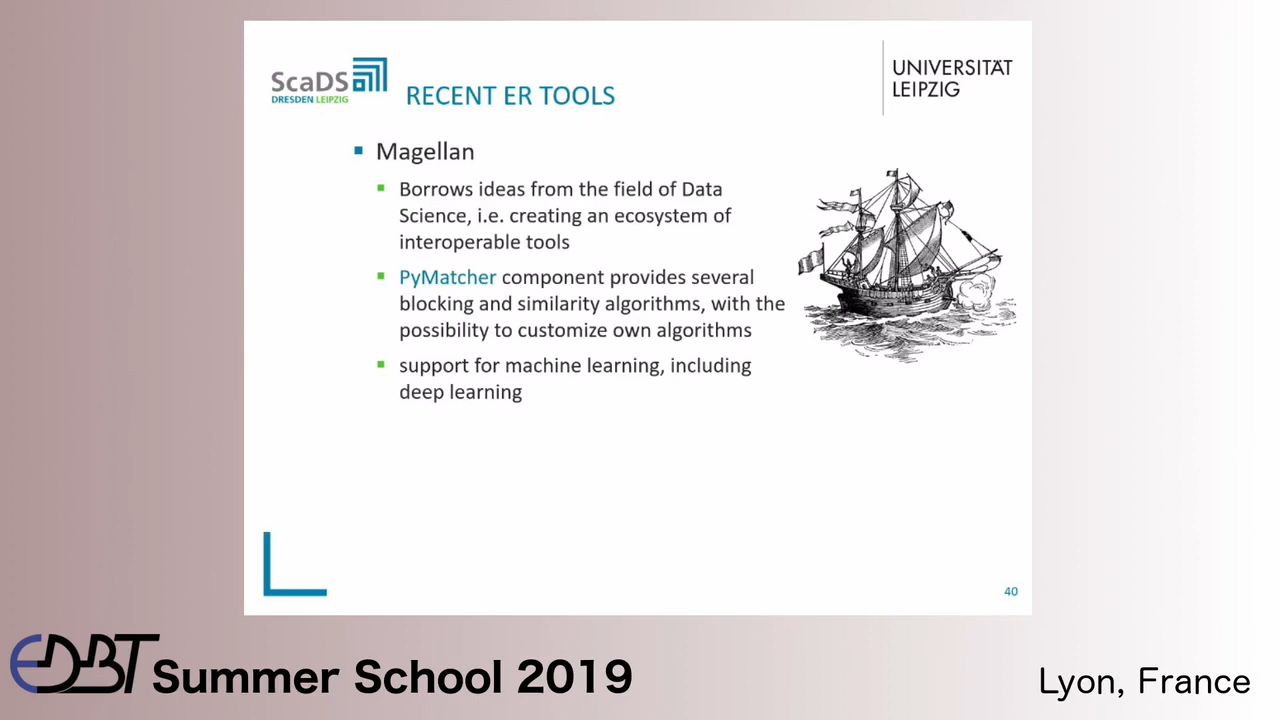 ScaDS
DRESDEN LEIPZIG
RECENT ER TOOLS
UNIVERSITÄT
LEIPZIG
Magellan
Borrows ideas from the field of Data
Science, i.e. creating an ecosystem of
interoperable tools
PyMatcher component provides several
blocking and similarity algorithms, with the
possibility to customize own algorithms
support for machine learning, including
deep learning
40
EDBT Summer School 2019
Lyon, France